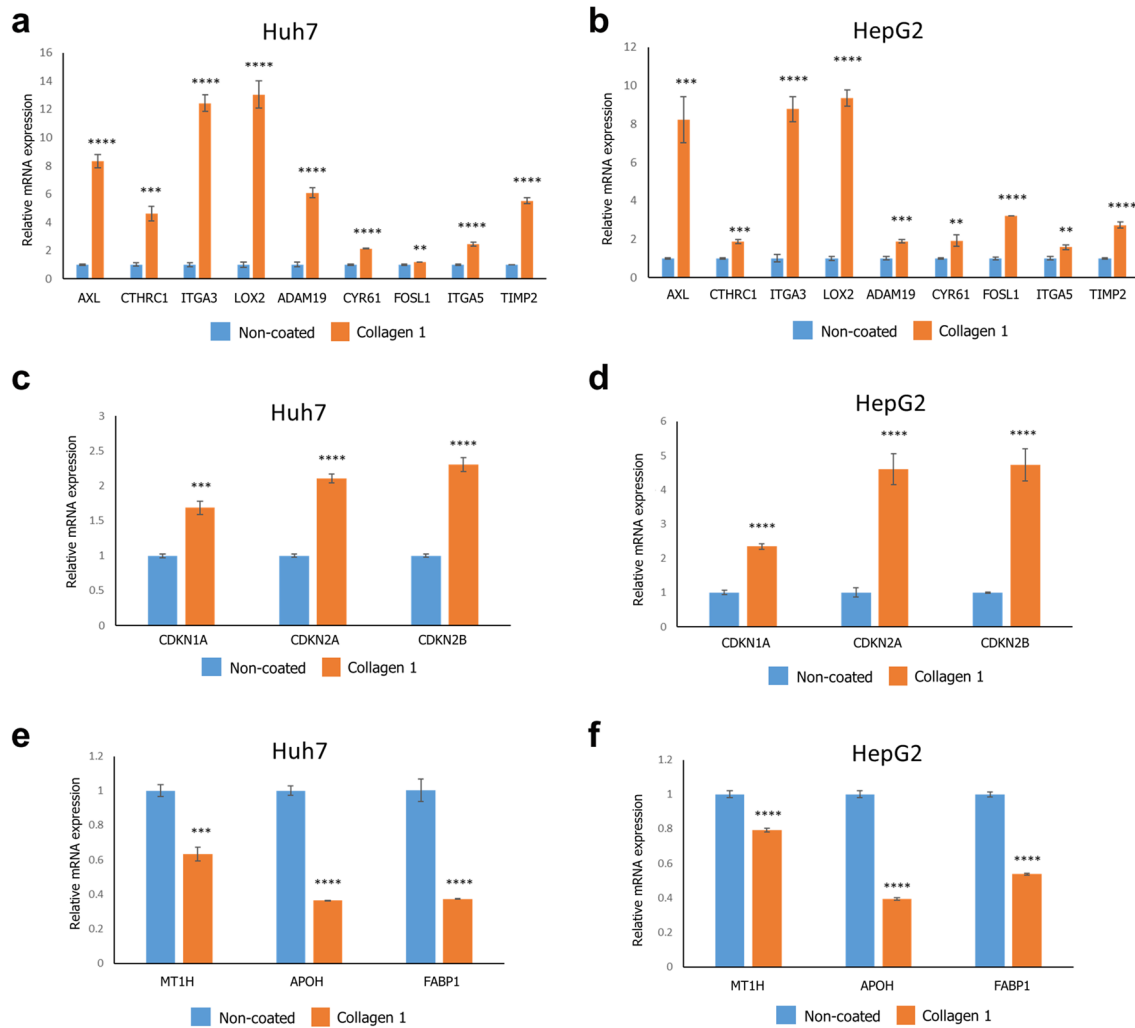 a
Huh7
Relative mRNA expression
16
14
12
10
8
6
4
2
0
****
***
****
****
****
****
**
****
****
AXL CTHRC1 ITGA3 LOX2 ADAM19 CYR61 FOSL1 ITGA5 TIMP2
Non-coated Collagen 1
b
HepG2
Relative mRNA expression
12
10
8
6
4
2
0
***
***
****
****
***
**
****
**
****
AXL CTHRC1 ITGA3 LOX2 ADAM19 CYR61 FOSL1 ITGA5 TIMP2
Non-coated Collagen 1
c
Huh7
Relative mRNA expression
3
2.5
2
1.5
1
0.5
0
***
****
****
CDKN1A CDKN2A CDKN2B
Non-coated Collagen 1
d
HepG2
Relative mRNA expression
6
5
4
3
2
1
0
****
****
****
CDKN1A CDKN2A CDKN2B
Non-coated Collagen 1
e
Huh7
Relative mRNA expression
1.2
1
0.8
0.6
0.4
0.2
0
***
****
****
MT1H APOH FABP1
Non-coated Collagen 1
f
HepG2
Relative mRNA expression
1.2
1
0.8
0.6
0.4
0.2
0
****
****
****
MT1H APOH FABP1
Non-coated Collagen 1